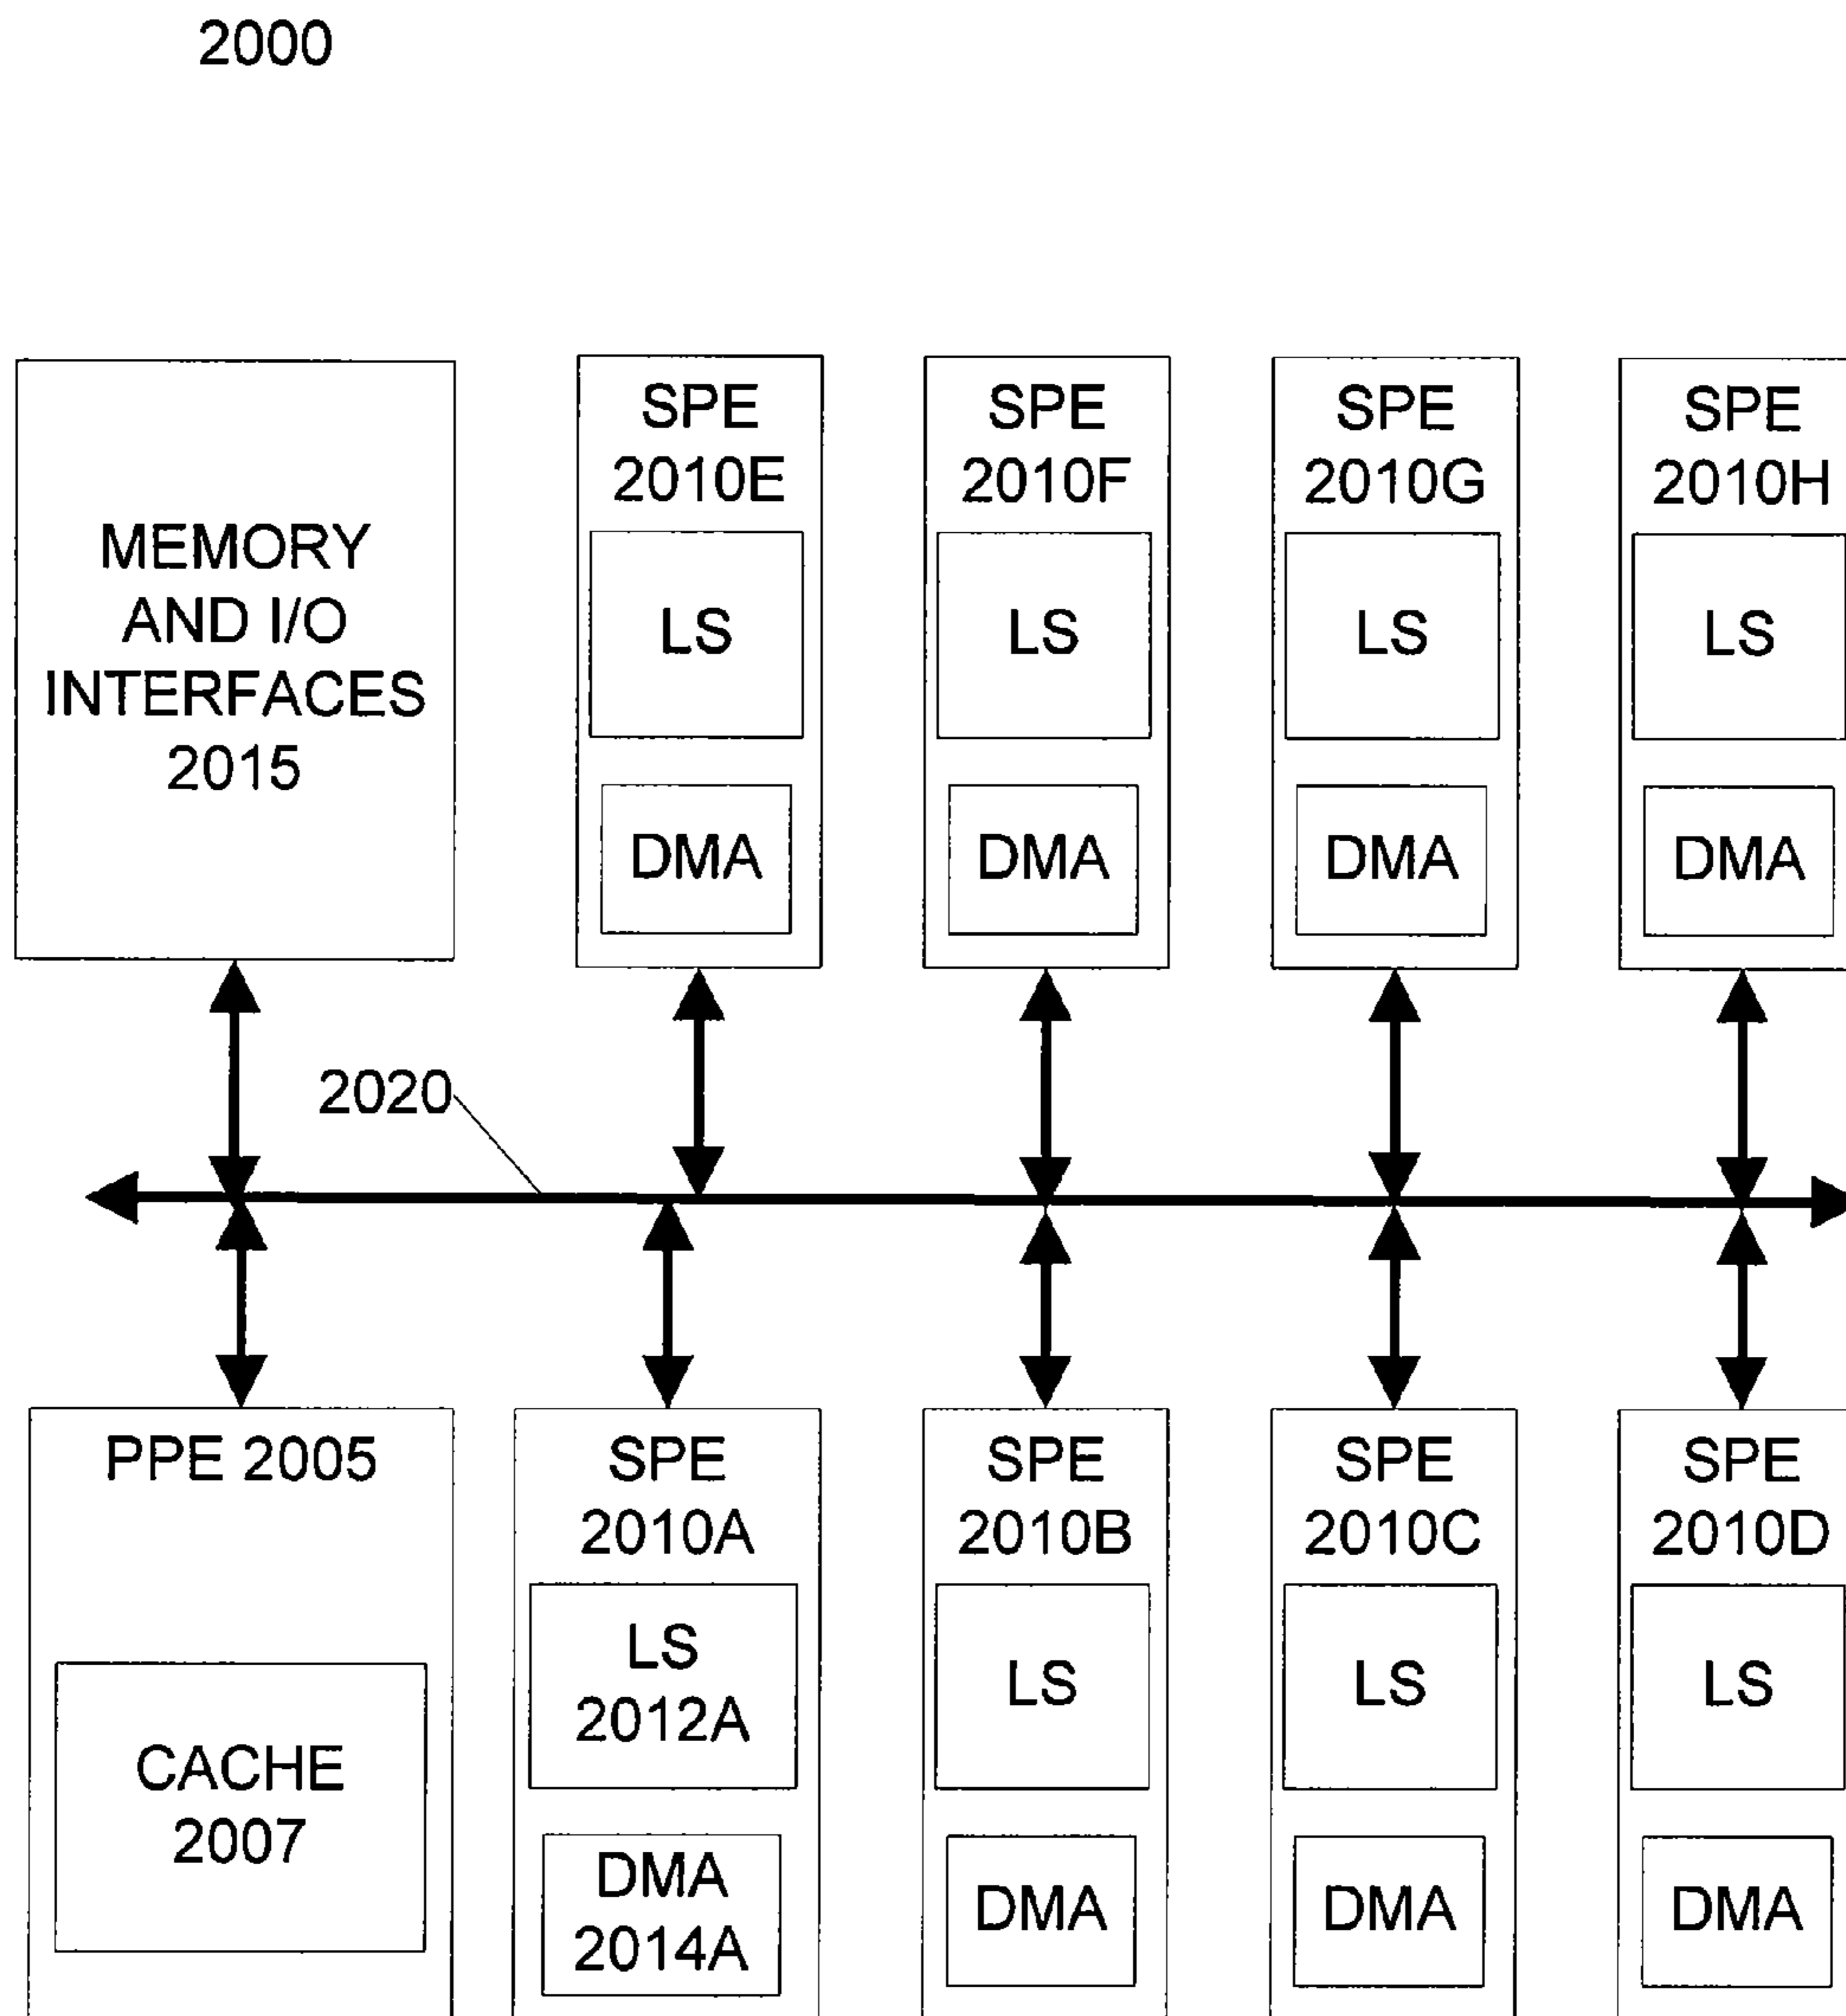 2000
MEMORY
AND I/O
INTERFACES
2015
SPE
2010E
LS
DMA
SPE
2010F
LS
DMA
SPE
2010G
LS
DMA
SPE
2010H
LS
DMA
2020
PPE 2005
CACHE
2007
SPE
2010A
LS
2012A
DMA
2014A
SPE
2010B
LS
DMA
SPE
2010C
LS
DMA
SPE
2010D
LS
DMA